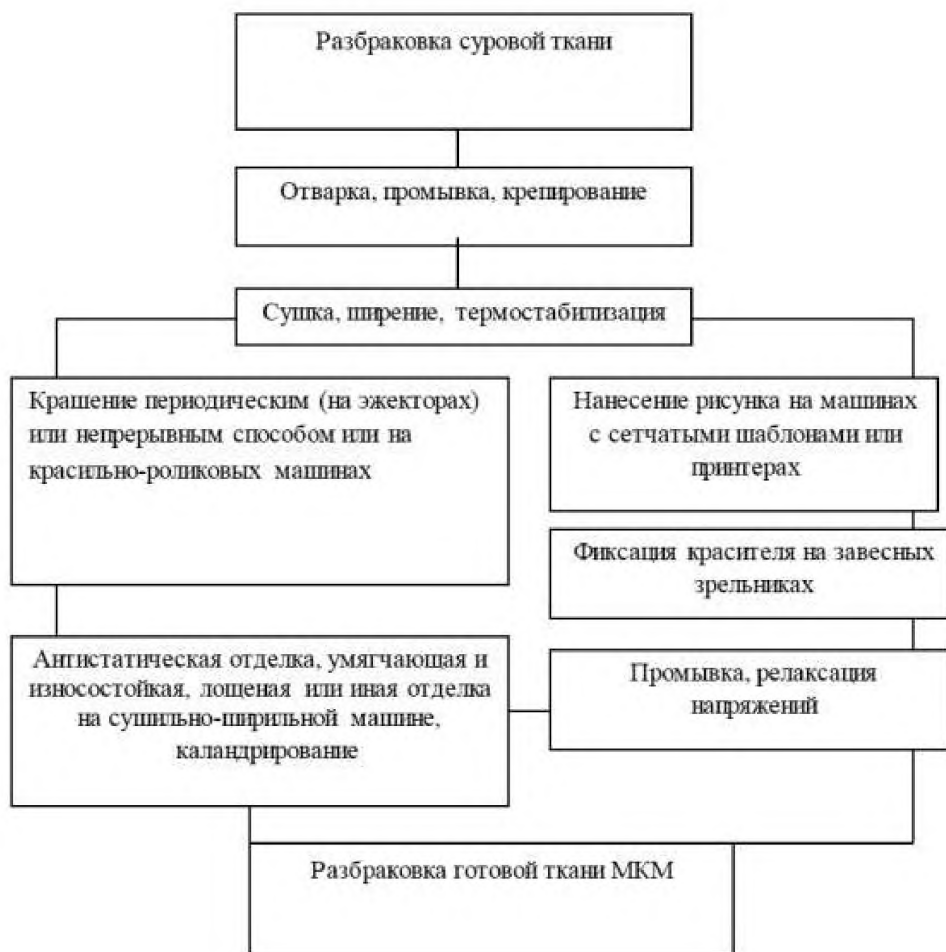 Разбраковка суровой ткани
Отварка, промывка, крепирование
Сушка, ширение, термостабилизация
Крашение периодическим (на эжекторах)
или непрерывным способом или на
красильно-роликовых машинах
Нанесение рисунка на машинах
с сетчатыми шаблонами или
принтерах
Фиксация красителя на завесных
зрельниках
Антистатическая отделка, умягчающая и
износостойкая, лощеная или иная отделка
на сушильно-ширильной машине,
каландрирование
Промывка, релаксация
напряжений
Разбраковка готовой ткани МКМ